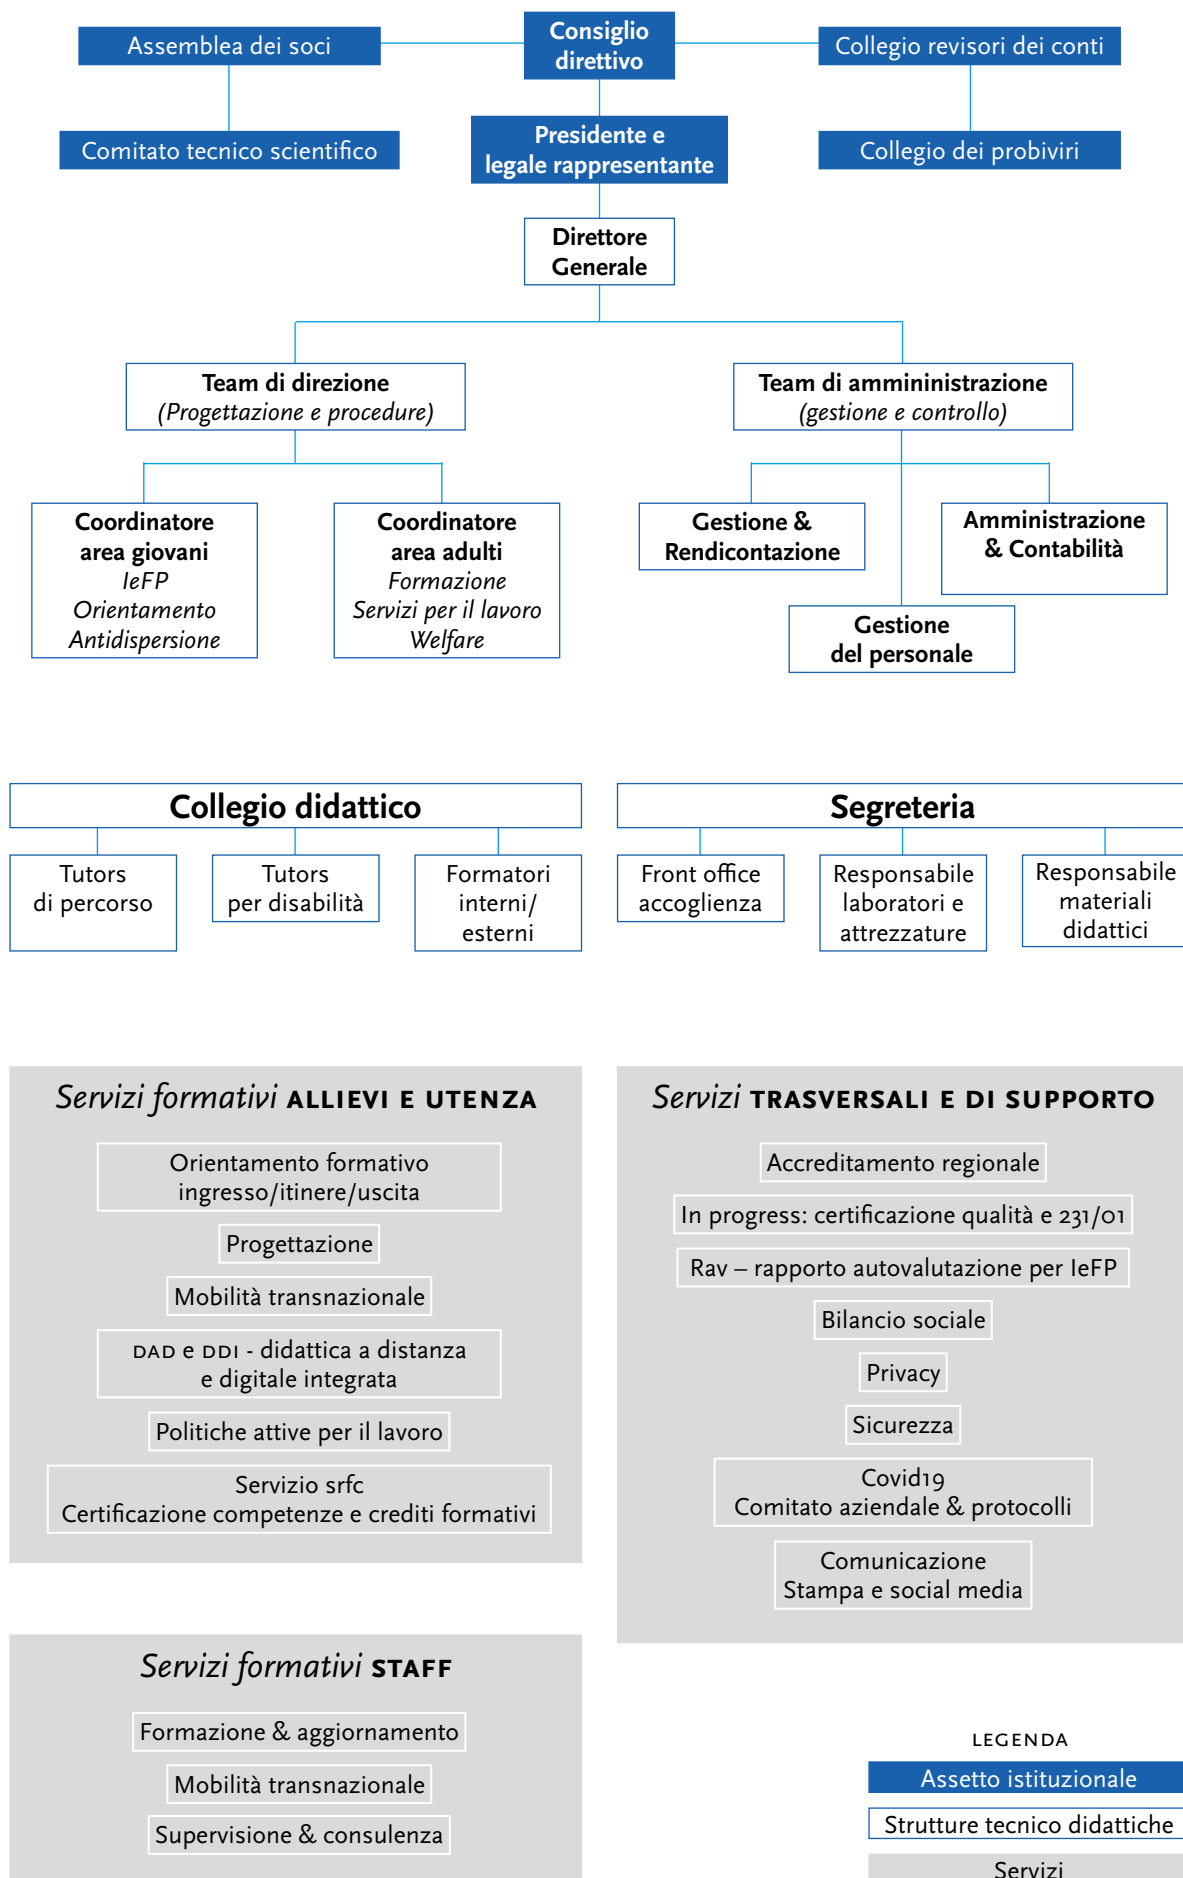 Assemblea dei soci
Consiglio
direttivo
Collegio revisori dei conti
Comitato tecnico scientifico
Presidente e
legale rappresentante
Collegio dei probiviri
Direttore
Generale
Team di direzione
(Progettazione e procedure)
Team di ammininistrazione
(gestione e controllo)
Coordinatore
area giovani
IeFP
Orientamento
Antidispersione
Coordinatore
area adulti
Formazione
Servizi per il lavoro
Welfare
Gestione &
Rendicontazione
Amministrazione
& Contabilità
Gestione
del personale
Collegio didattico
Tutors
di percorso
Tutors
per disabilità
Formatori
interni/
esterni
Segreteria
Front office
accoglienza
Responsabile
laboratori e
attrezzature
Responsabile
materiali
didattici
Servizi formativi ALLIEVI E UTENZA
Orientamento formativo
ingresso/itinere/uscita
Progettazione
Mobilità transnazionale
DAD e DDI - didattica a distanza
e digitale integrata
Politiche attive per il lavoro
Servizio srfc
Certificazione competenze e crediti formativi
Servizi TRASVERSALI E DI SUPPORTO
Accreditamento regionale
In progress: certificazione qualità e 231/01
Rav – rapporto autovalutazione per IeFP
Bilancio sociale
Privacy
Sicurezza
Covid19
Comitato aziendale & protocolli
Comunicazione
Stampa e social media
Servizi formativi STAFF
Formazione & aggiornamento
Mobilità transnazionale
Supervisione & consulenza
LEGENDA
Assetto istituzionale
Strutture tecnico didattiche
Servizi